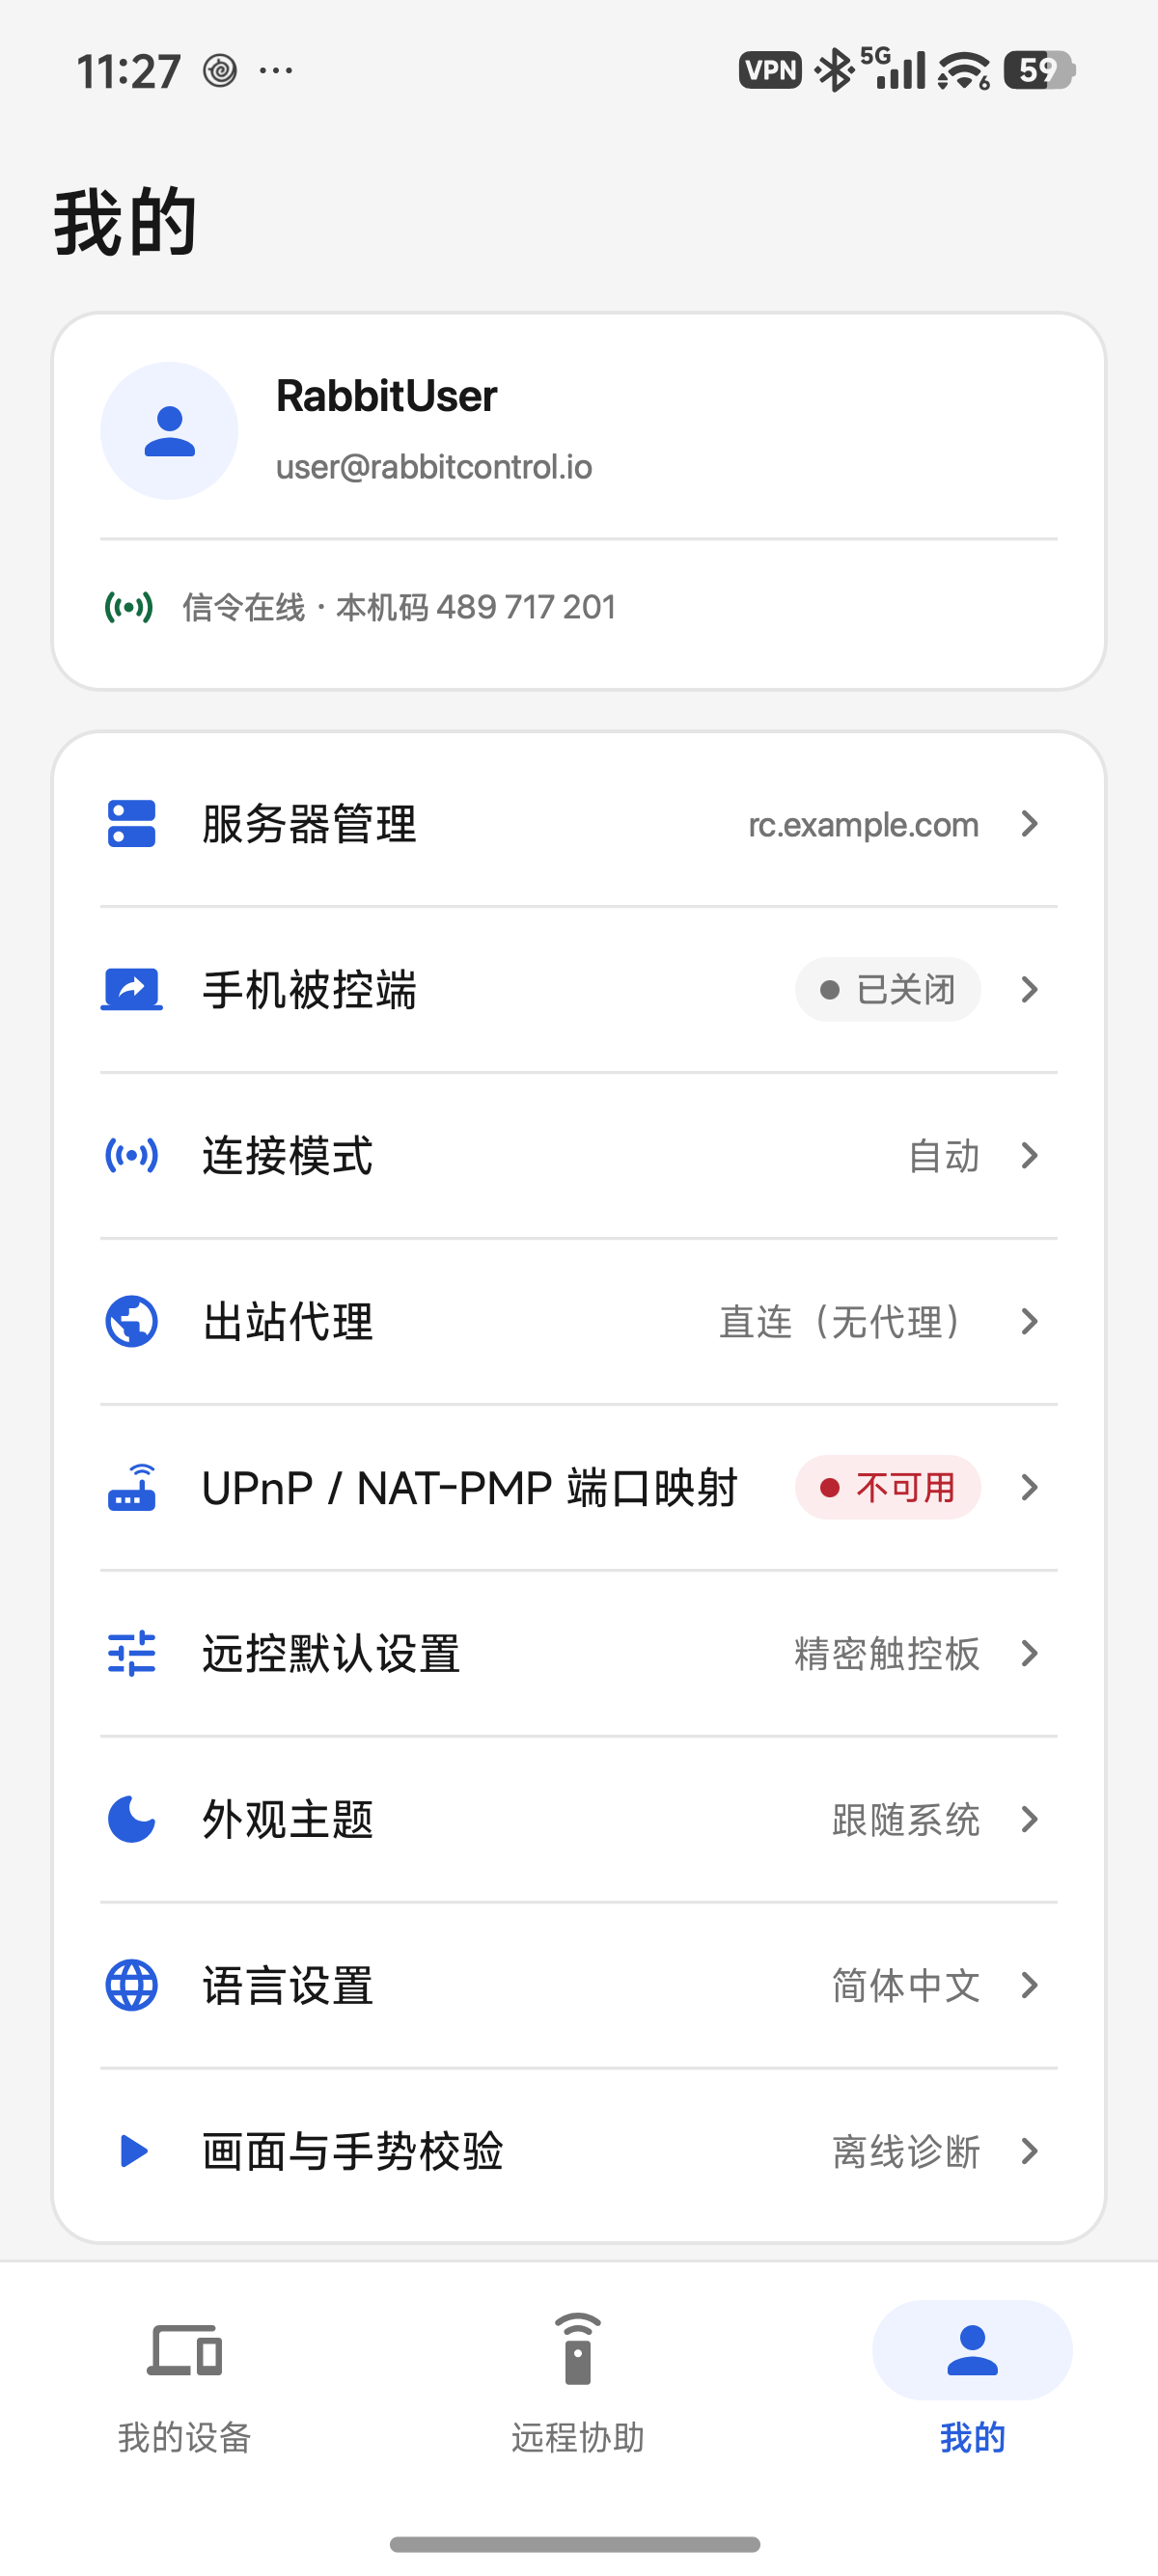 11:27 ... VPN 5G 6 59
我的
RabbitUser
user@rabbitcontrol.io
信令在线 · 本机码 489 717 201
服务器管理 rc.example.com
手机被控端 已关闭
连接模式 自动
出站代理 直连（无代理）
UPnP / NAT-PMP 端口映射 不可用
远控默认设置 精密触控板
外观主题 跟随系统
语言设置 简体中文
画面与手势校验 离线诊断
我的设备 远程协助 我的